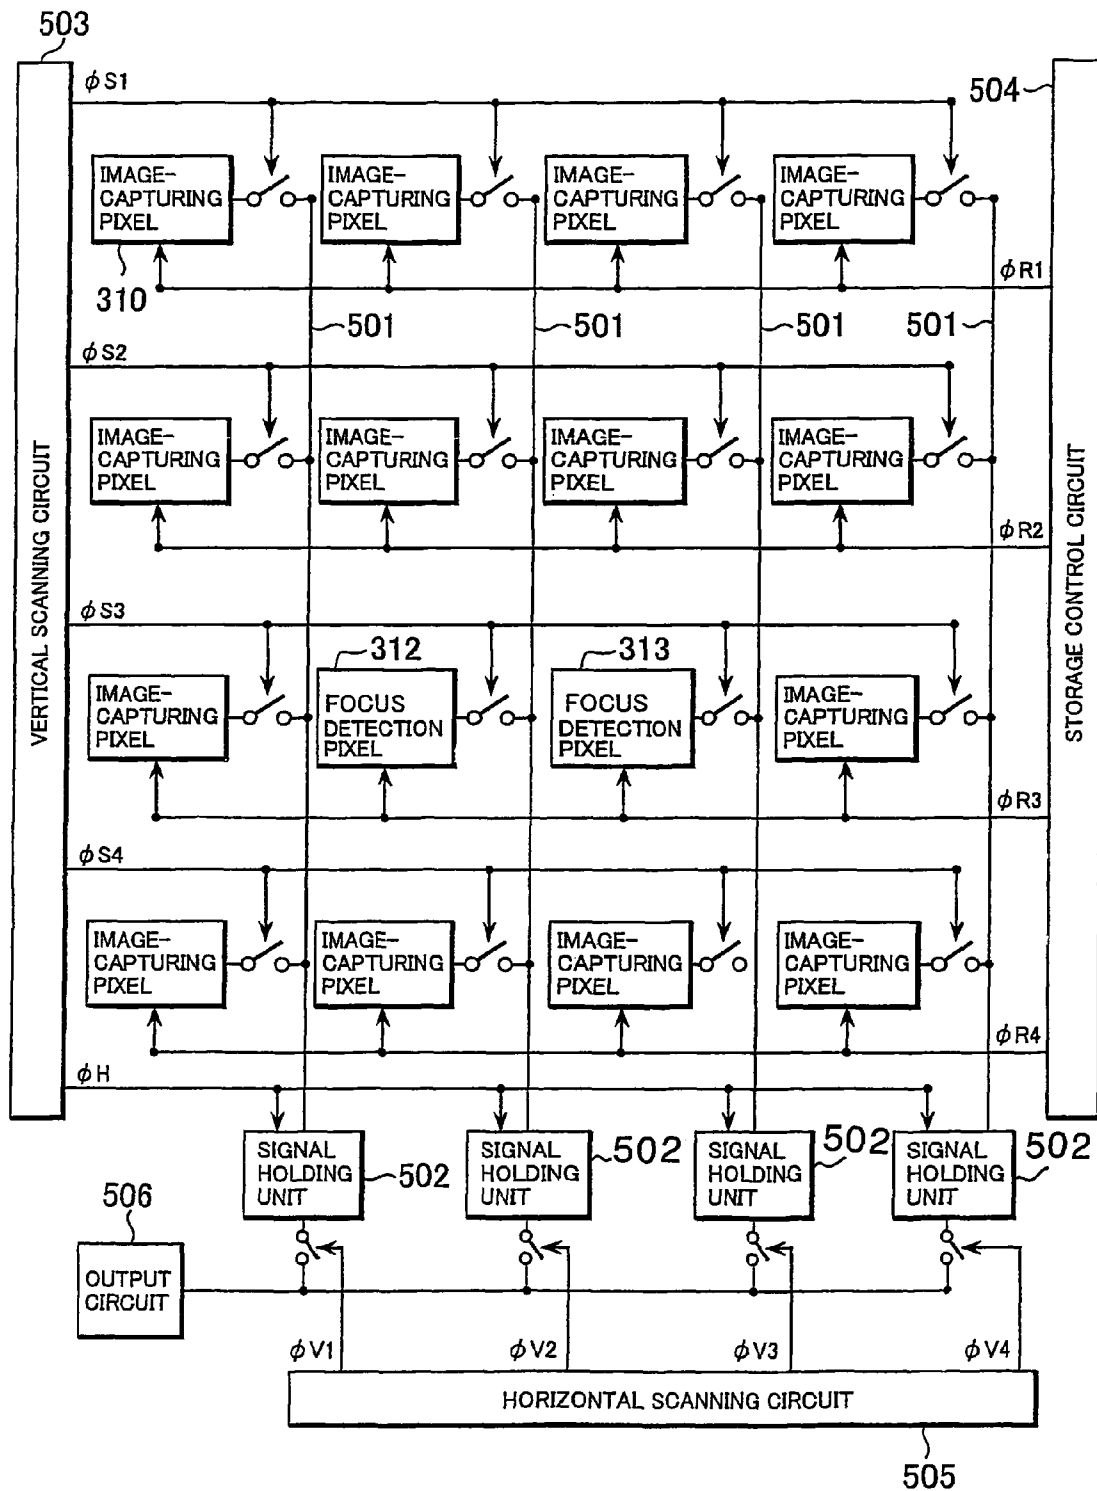 503
φS1
504
IMAGE-
CAPTURING
PIXEL
IMAGE-
CAPTURING
PIXEL
IMAGE-
CAPTURING
PIXEL
IMAGE-
CAPTURING
PIXEL
310
φR1
501
501
501
501
φS2
IMAGE-
CAPTURING
PIXEL
IMAGE-
CAPTURING
PIXEL
IMAGE-
CAPTURING
PIXEL
IMAGE-
CAPTURING
PIXEL
φR2
VERTICAL SCANNING CIRCUIT
STORAGE CONTROL CIRCUIT
φS3
312
313
IMAGE-
CAPTURING
PIXEL
FOCUS
DETECTION
PIXEL
FOCUS
DETECTION
PIXEL
IMAGE-
CAPTURING
PIXEL
φR3
φS4
IMAGE-
CAPTURING
PIXEL
IMAGE-
CAPTURING
PIXEL
IMAGE-
CAPTURING
PIXEL
IMAGE-
CAPTURING
PIXEL
φR4
φH
SIGNAL
HOLDING
UNIT
502
SIGNAL
HOLDING
UNIT
502
SIGNAL
HOLDING
UNIT
502
SIGNAL
HOLDING
UNIT
502
506
OUTPUT
CIRCUIT
φV1
φV2
φV3
φV4
HORIZONTAL SCANNING CIRCUIT
505